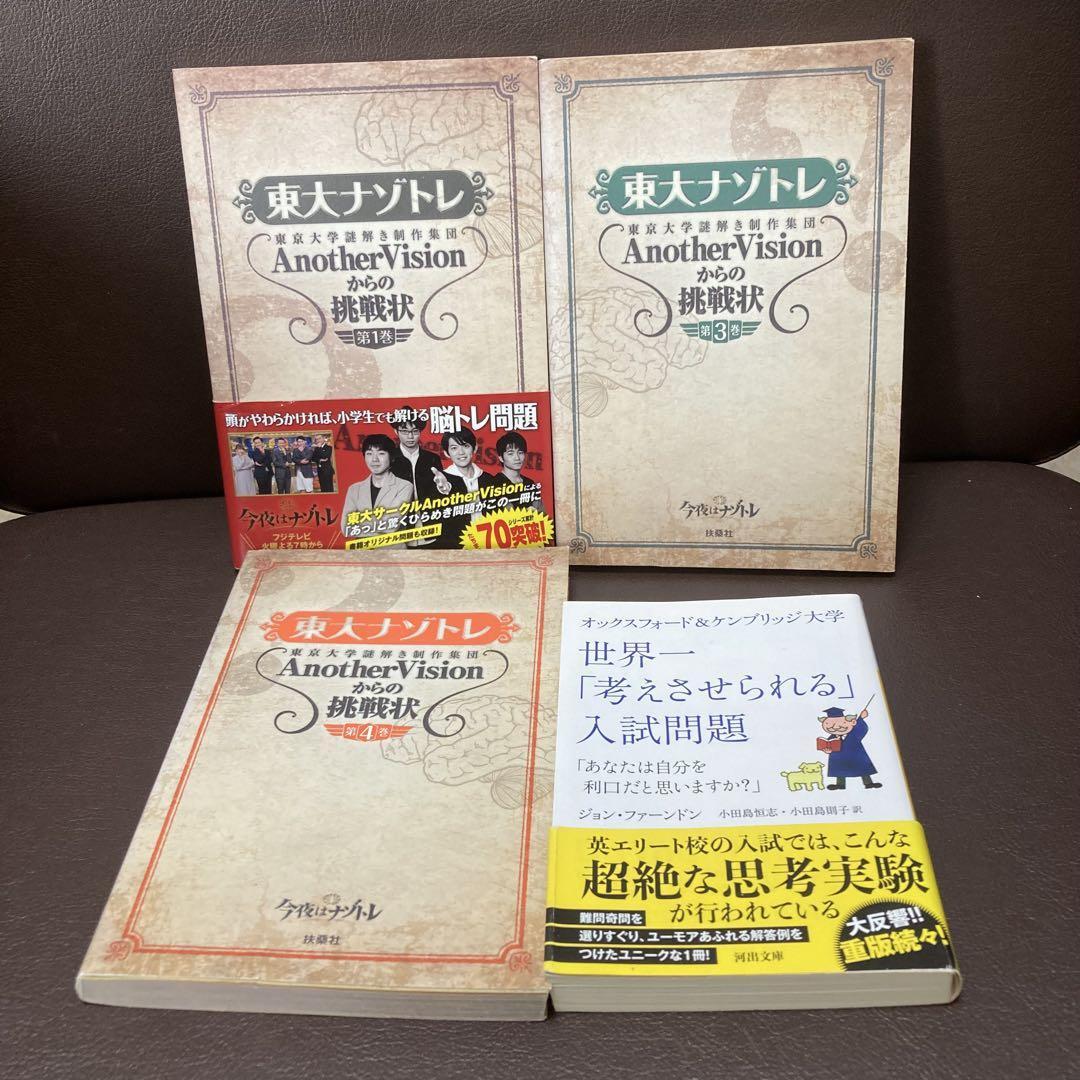 東大ナゾトレ
東京大学謎解き制作集団
AnotherVision
からの
挑戦状
第1巻
頭がやわらかければ、小学生でも解ける脳トレ問題
今夜はナゾトレ
フジテレビ
火曜よる7時から
東大サークルAnotherVisionによる
「あっ」と驚くひらめき問題がこの一冊に
書籍オリジナル問題も収録!
シリーズ累計
70
突破!
東大ナゾトレ
東京大学謎解き制作集団
AnotherVision
からの
挑戦状
第3巻
今夜はナゾトレ
扶桑社
東大ナゾトレ
東京大学謎解き制作集団
AnotherVision
からの
挑戦状
第4巻
今夜はナゾトレ
扶桑社
オックスフォード&ケンブリッジ大学
世界一
「考えさせられる」
入試問題
「あなたは自分を
利口だと思いますか?」
ジョン・ファーンドン 小田島恒志・小田島則子 訳
英エリート校の入試では、こんな
超絶な思考実験
が行われている
難問奇問を
選りすぐり、ユーモアあふれる解答例を
つけたユニークな1冊!
大反響!!
重版続々!
河出文庫